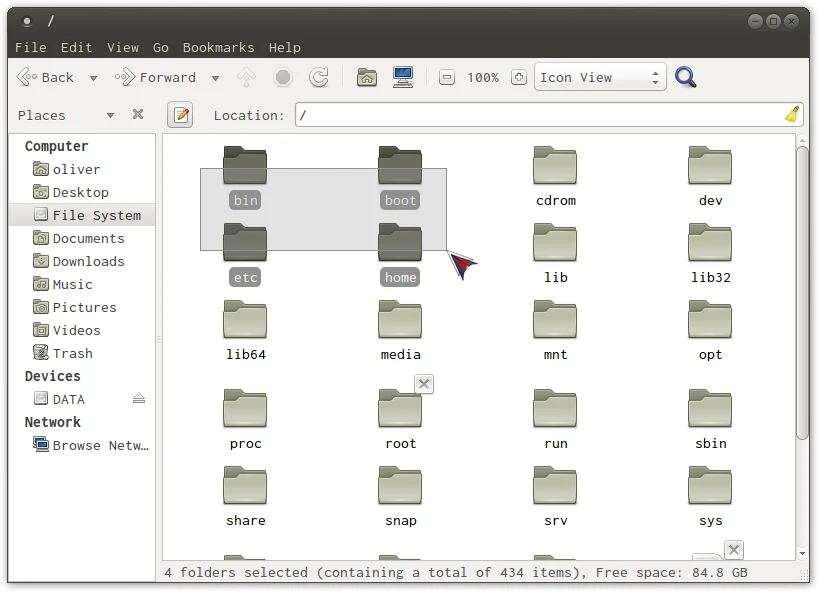 /
File Edit View Go Bookmarks Help
Back Forward 100% Icon View
Places Location: /
Computer
oliver
Desktop
File System
Documents
Downloads
Music
Pictures
Videos
Trash
Devices
DATA
Network
Browse Netw…
bin boot cdrom dev
etc home lib lib32
lib64 media mnt opt
proc root run sbin
share snap srv sys
4 folders selected (containing a total of 434 items), Free space: 84.8 GB